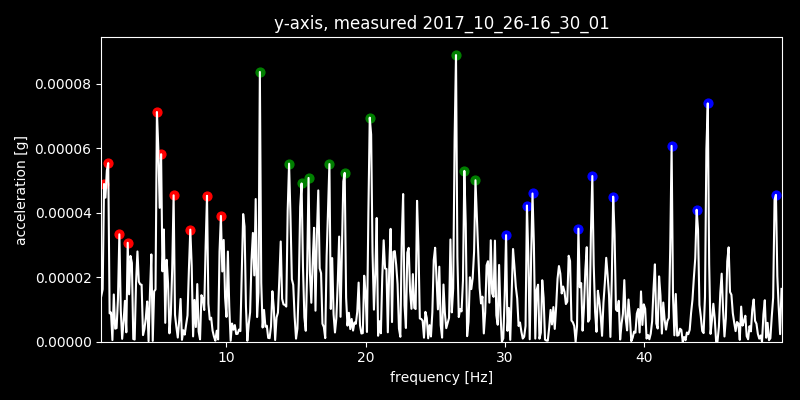 y-axis, measured 2017_10_26-16_30_01
0.00008
0.00006
0.00004
0.00002
0.00000
acceleration [g]
10 20 30 40
frequency [Hz]